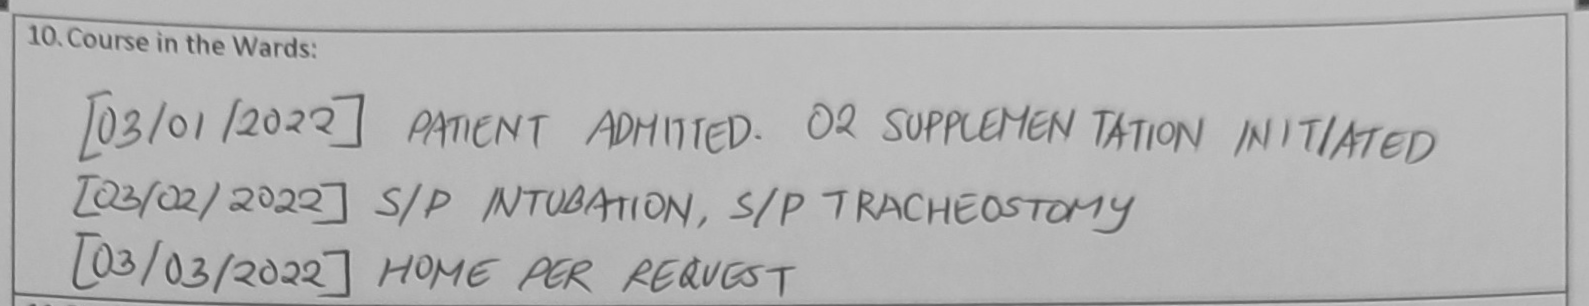 10. Course in the Wards:
[03/01/2022] PATIENT ADMITTED. O2 SUPPLEMENTATION INITIATED
[03/02/2022] S/P INTUBATION, S/P TRACHEOSTOMY
[03/03/2022] HOME PER REQUEST